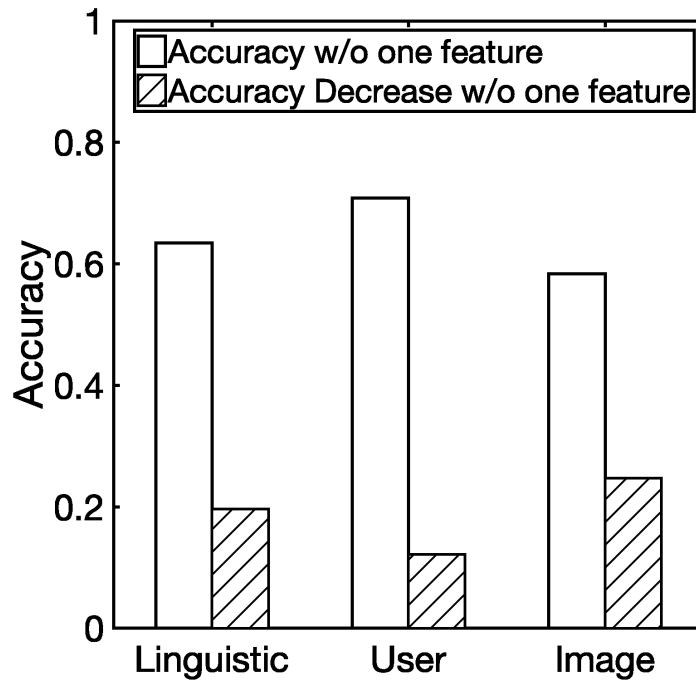 1
Accuracy w/o one feature
Accuracy Decrease w/o one feature
0.8
0.6
0.4
0.2
0
Accuracy
Linguistic
User
Image